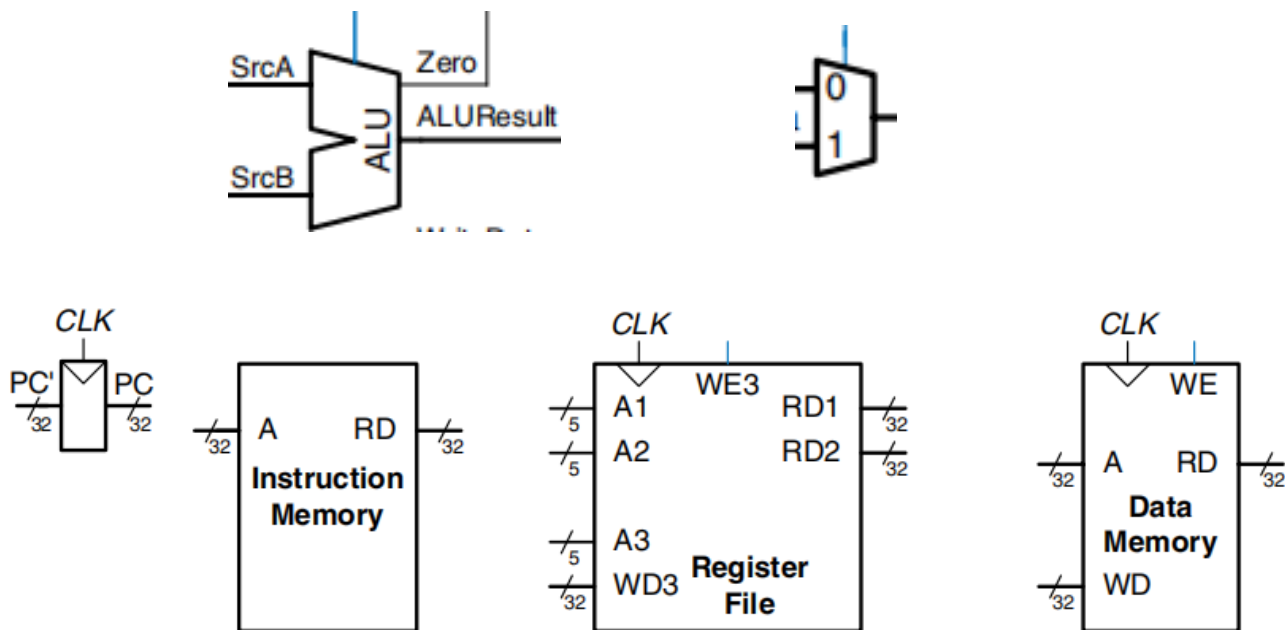 SrcA
Zero
ALUResult
ALU
SrcB
0
1
CLK
PC'
PC
32
32
A
RD
32
32
Instruction
Memory
CLK
WE3
A1
RD1
5
32
A2
RD2
5
32
A3
5
WD3
32
Register
File
CLK
WE
A
RD
32
32
Data
Memory
WD
32